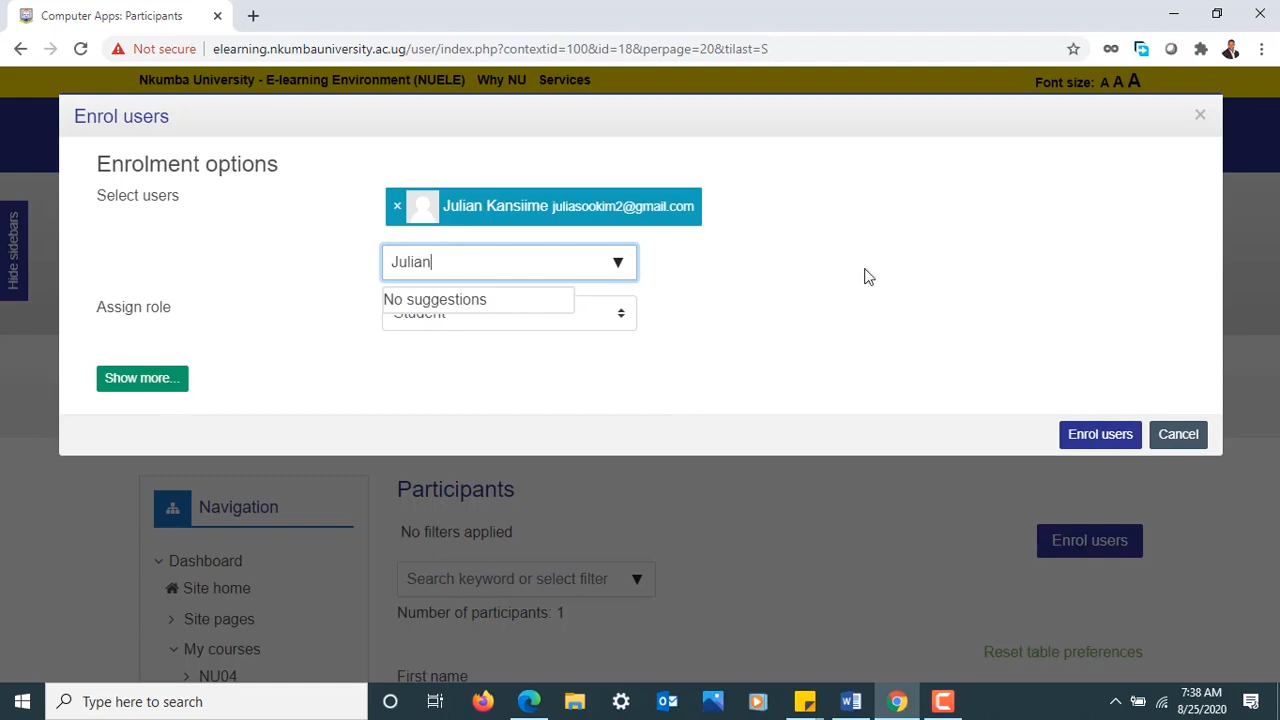 Computer Apps: Participants
Not secure elearning.nkumbauniversity.ac.ug/user/index.php?contextid=100&id=18&perpage=20&tilast=S
Nkumba University - E-learning Environment (NUELE) Why NU Services Font size: A A A
Enrol users
Hide sidebars
Enrolment options
Select users
× Julian Kansiime juliasookim2@gmail.com
Julian
No suggestions
Assign role
Student
Show more...
Enrol users Cancel
Navigation
Participants
No filters applied
Enrol users
Dashboard
Site home
Search keyword or select filter
Number of participants: 1
Site pages
My courses
Reset table preferences
NU04
First name
Type here to search
7:38 AM
8/25/2020